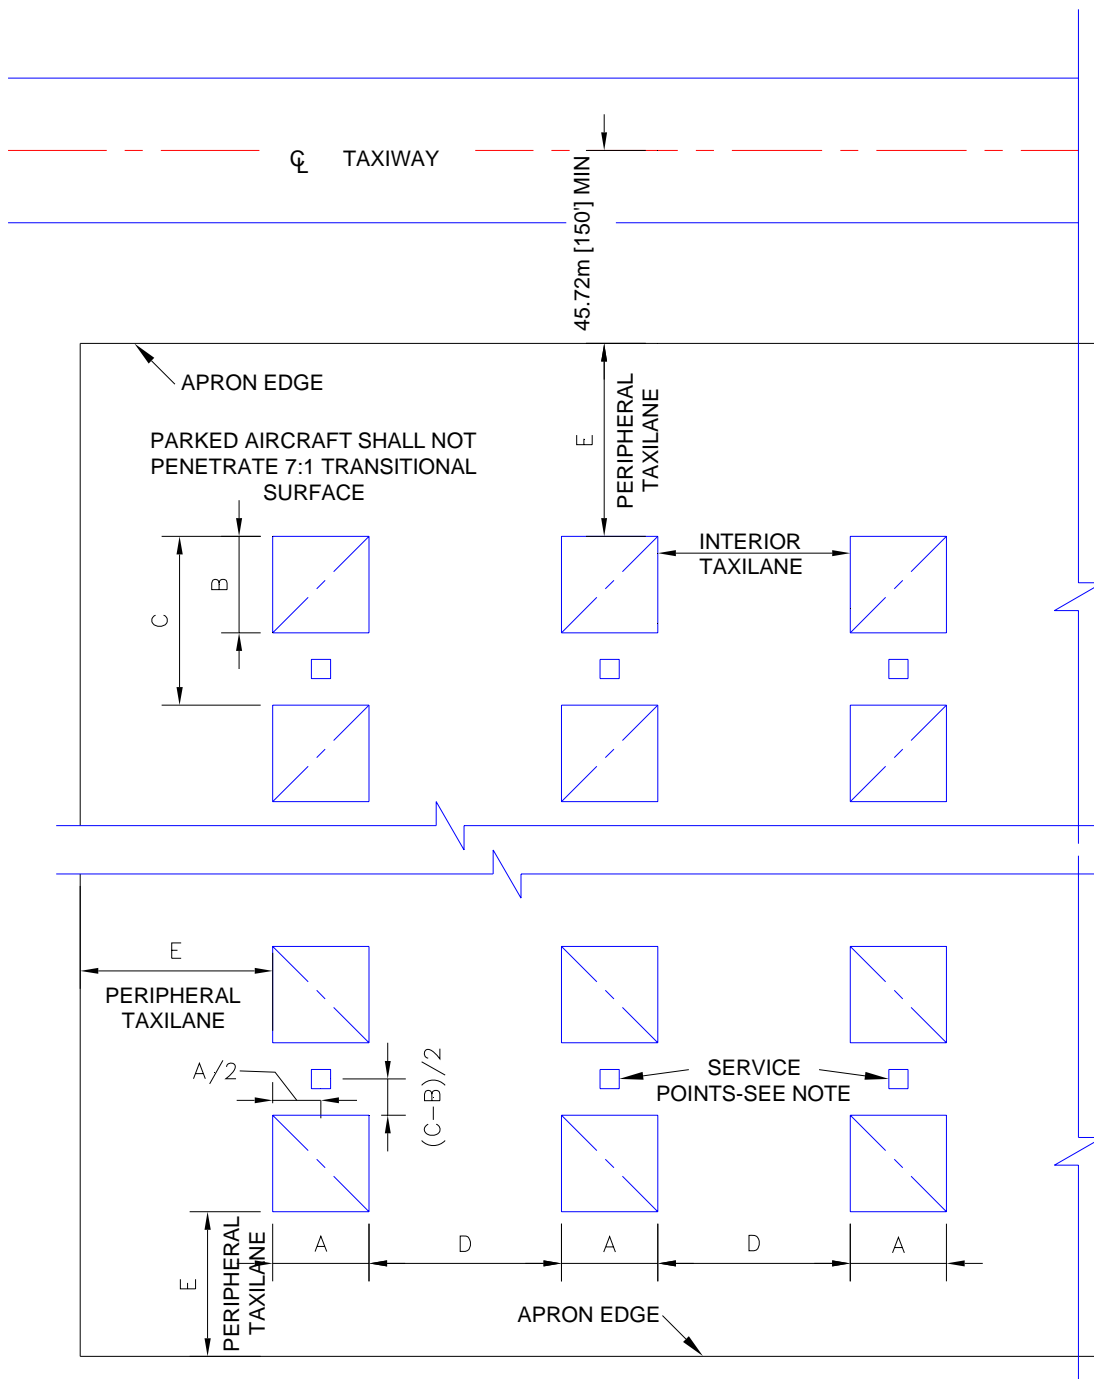 ℄ TAXIWAY
45.72m [150'] MIN
APRON EDGE
E
PERIPHERAL
TAXILANE
PARKED AIRCRAFT SHALL NOT
PENETRATE 7:1 TRANSITIONAL
SURFACE
INTERIOR
TAXILANE
B
C
E
PERIPHERAL
TAXILANE
A/2
(C-B)/2
SERVICE
POINTS-SEE NOTE
E
PERIPHERAL
TAXILANE
A
D
A
D
A
APRON EDGE